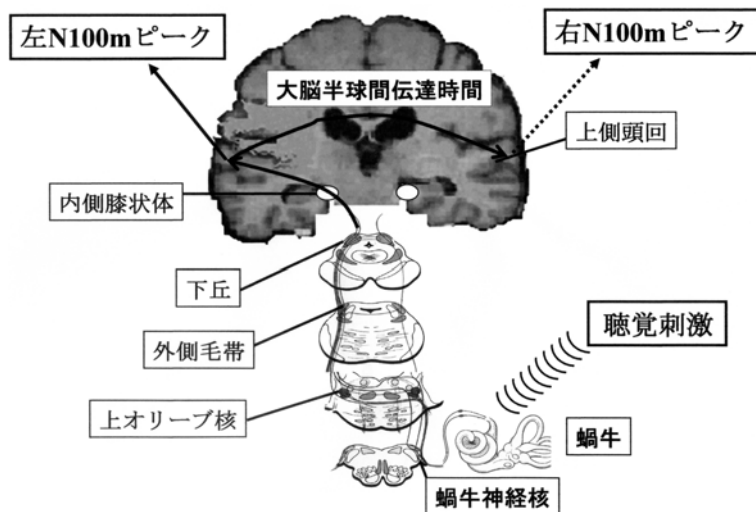 左N100mピーク
右N100mピーク
大脳半球間伝達時間
上側頭回
内側膝状体
下丘
外側毛帯
聴覚刺激
上オリーブ核
蝸牛
蝸牛神経核